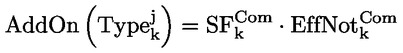 AddOn(Type_k^j) = SF_k^Com · EffNot_k^Com